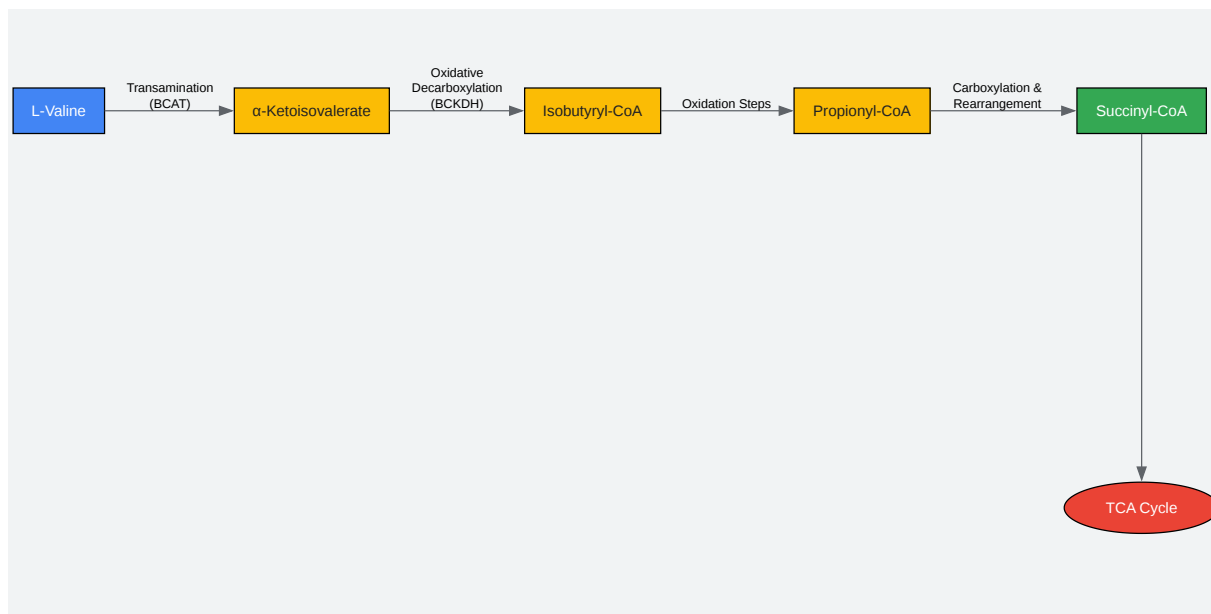 L-Valine
Transamination
(BCAT)
α-Ketoisovalerate
Oxidative
Decarboxylation
(BCKDH)
Isobutyryl-CoA
Oxidation Steps
Propionyl-CoA
Carboxylation &
Rearrangement
Succinyl-CoA
TCA Cycle